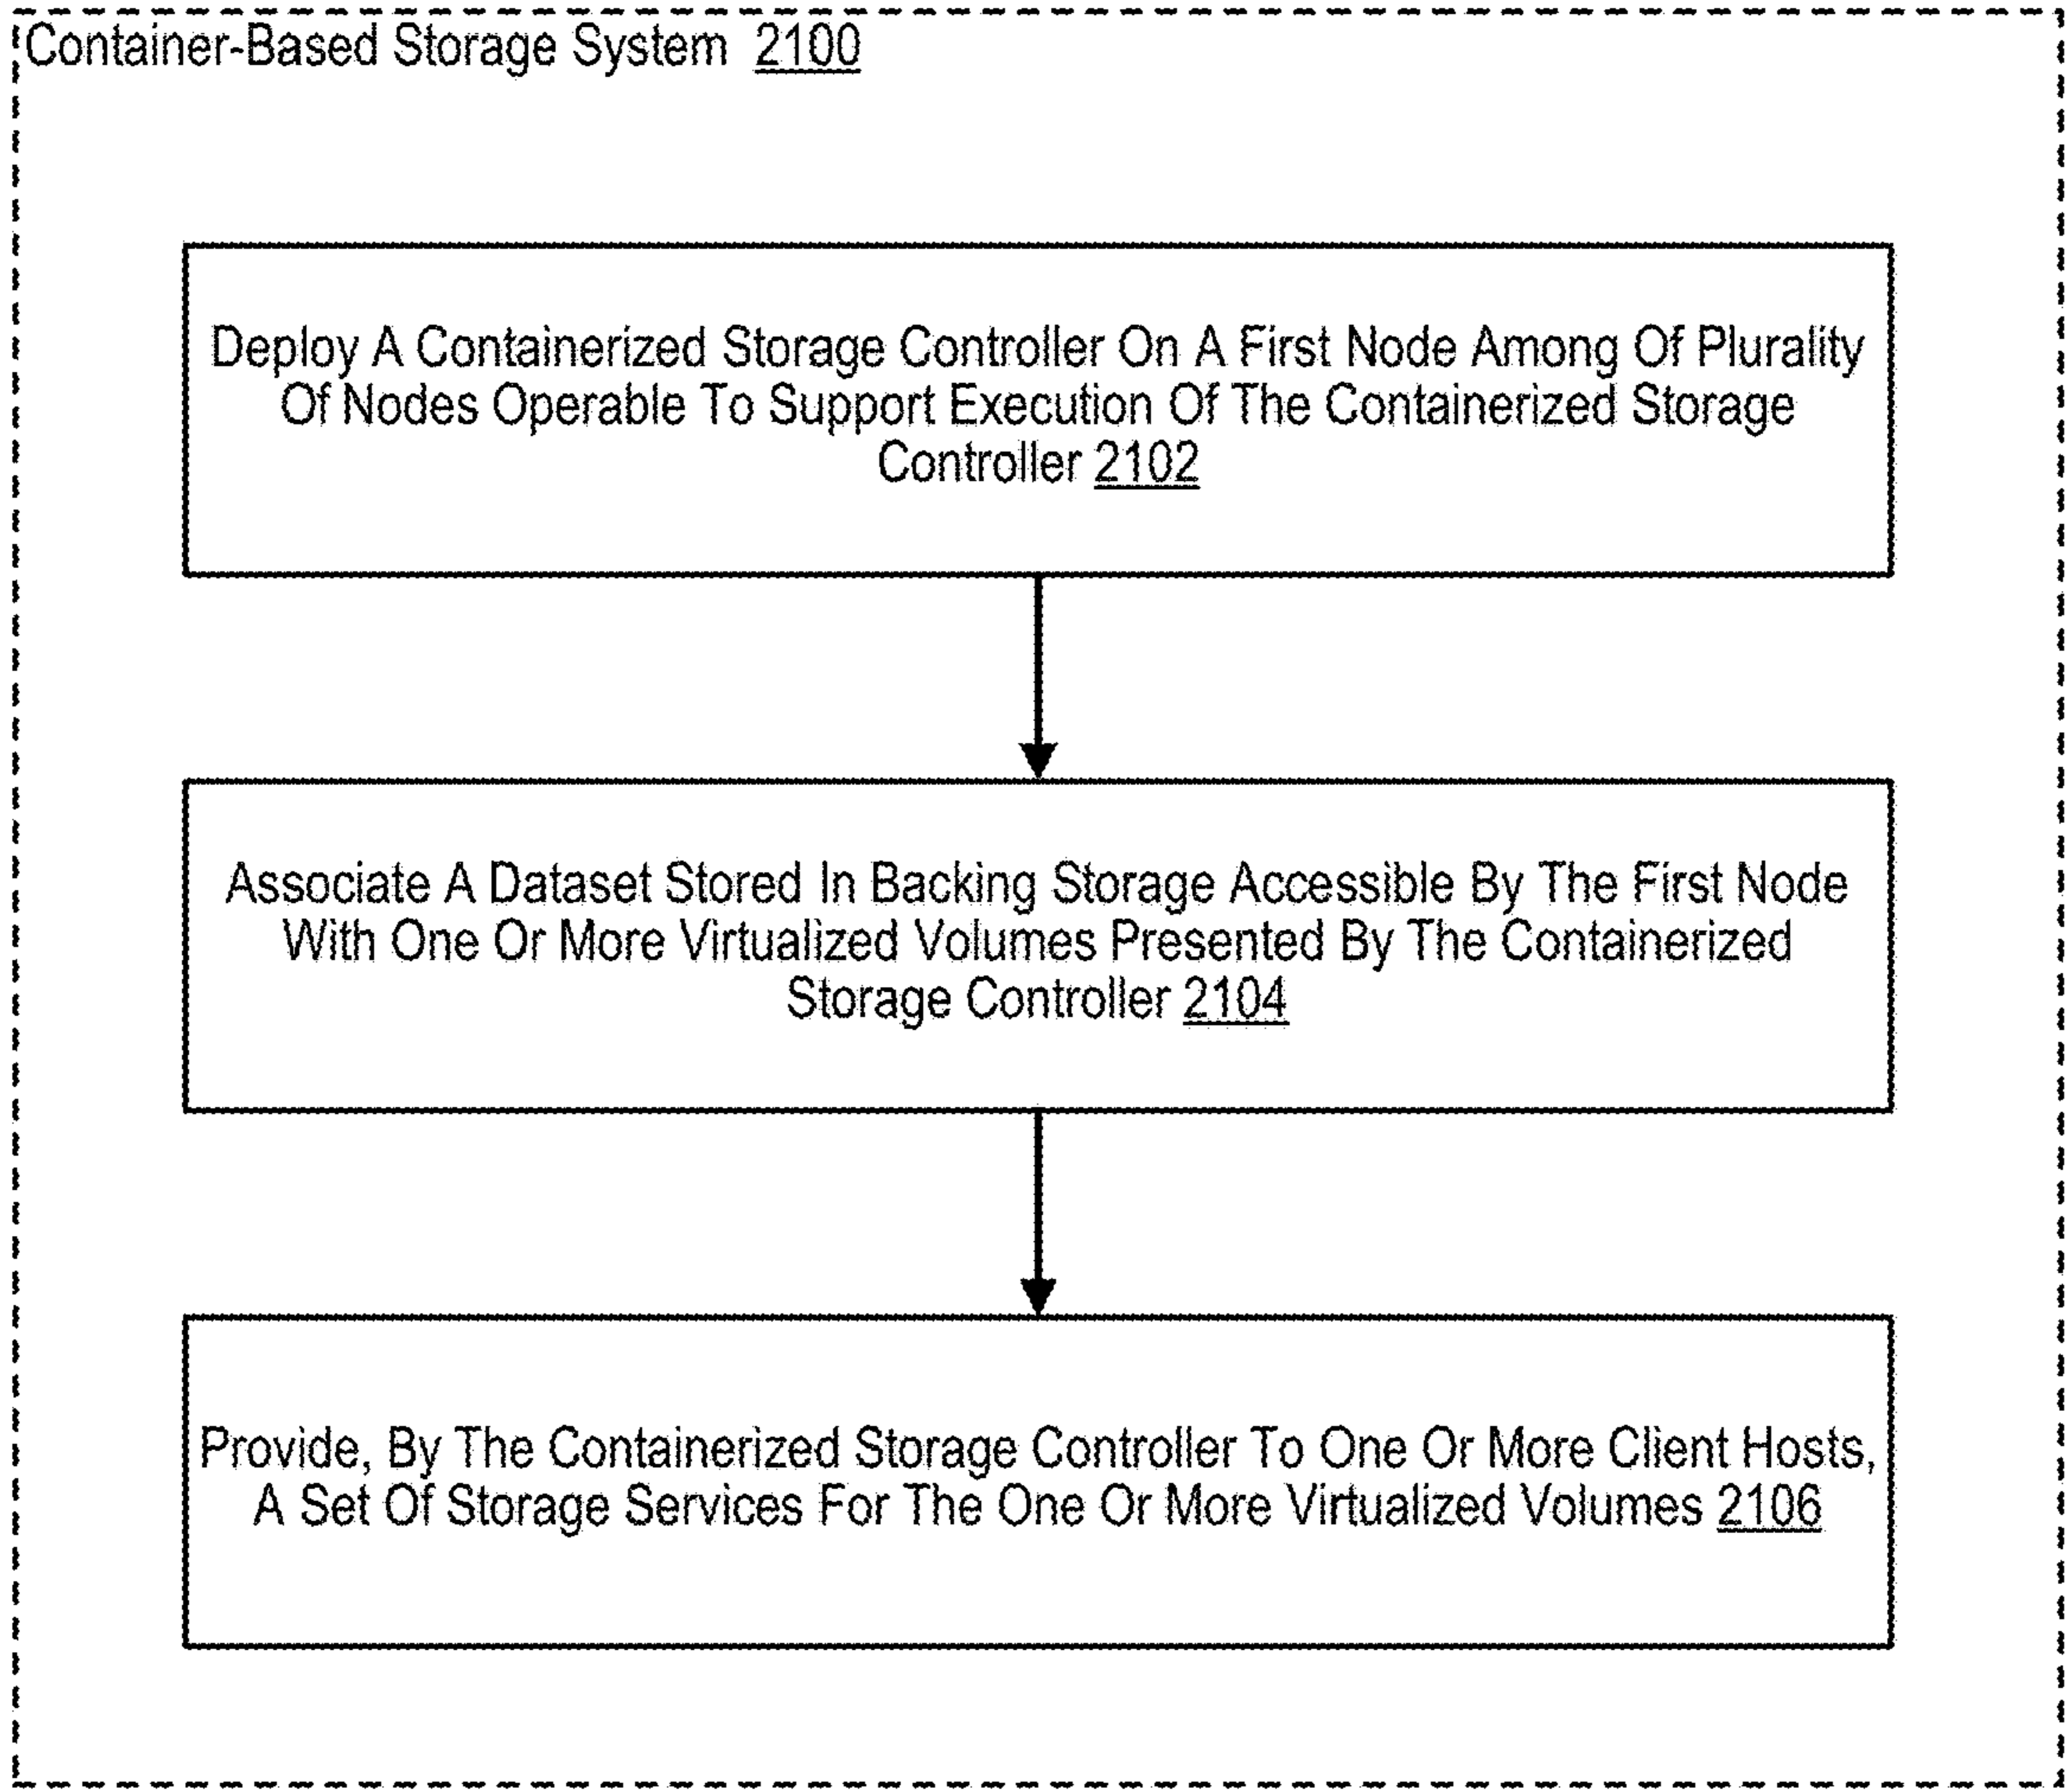 Container-Based Storage System 2100
Deploy A Containerized Storage Controller On A First Node Among Of Plurality
Of Nodes Operable To Support Execution Of The Containerized Storage
Controller 2102
Associate A Dataset Stored In Backing Storage Accessible By The First Node
With One Or More Virtualized Volumes Presented By The Containerized
Storage Controller 2104
Provide, By The Containerized Storage Controller To One Or More Client Hosts,
A Set Of Storage Services For The One Or More Virtualized Volumes 2106